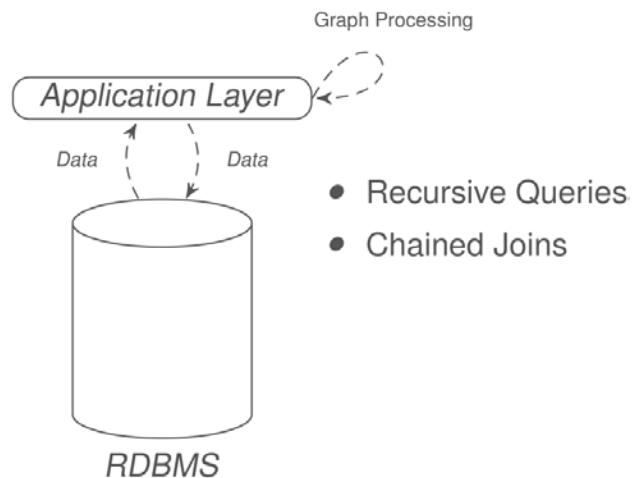 Graph Processing
Application Layer
Data
Data
• Recursive Queries
• Chained Joins
RDBMS